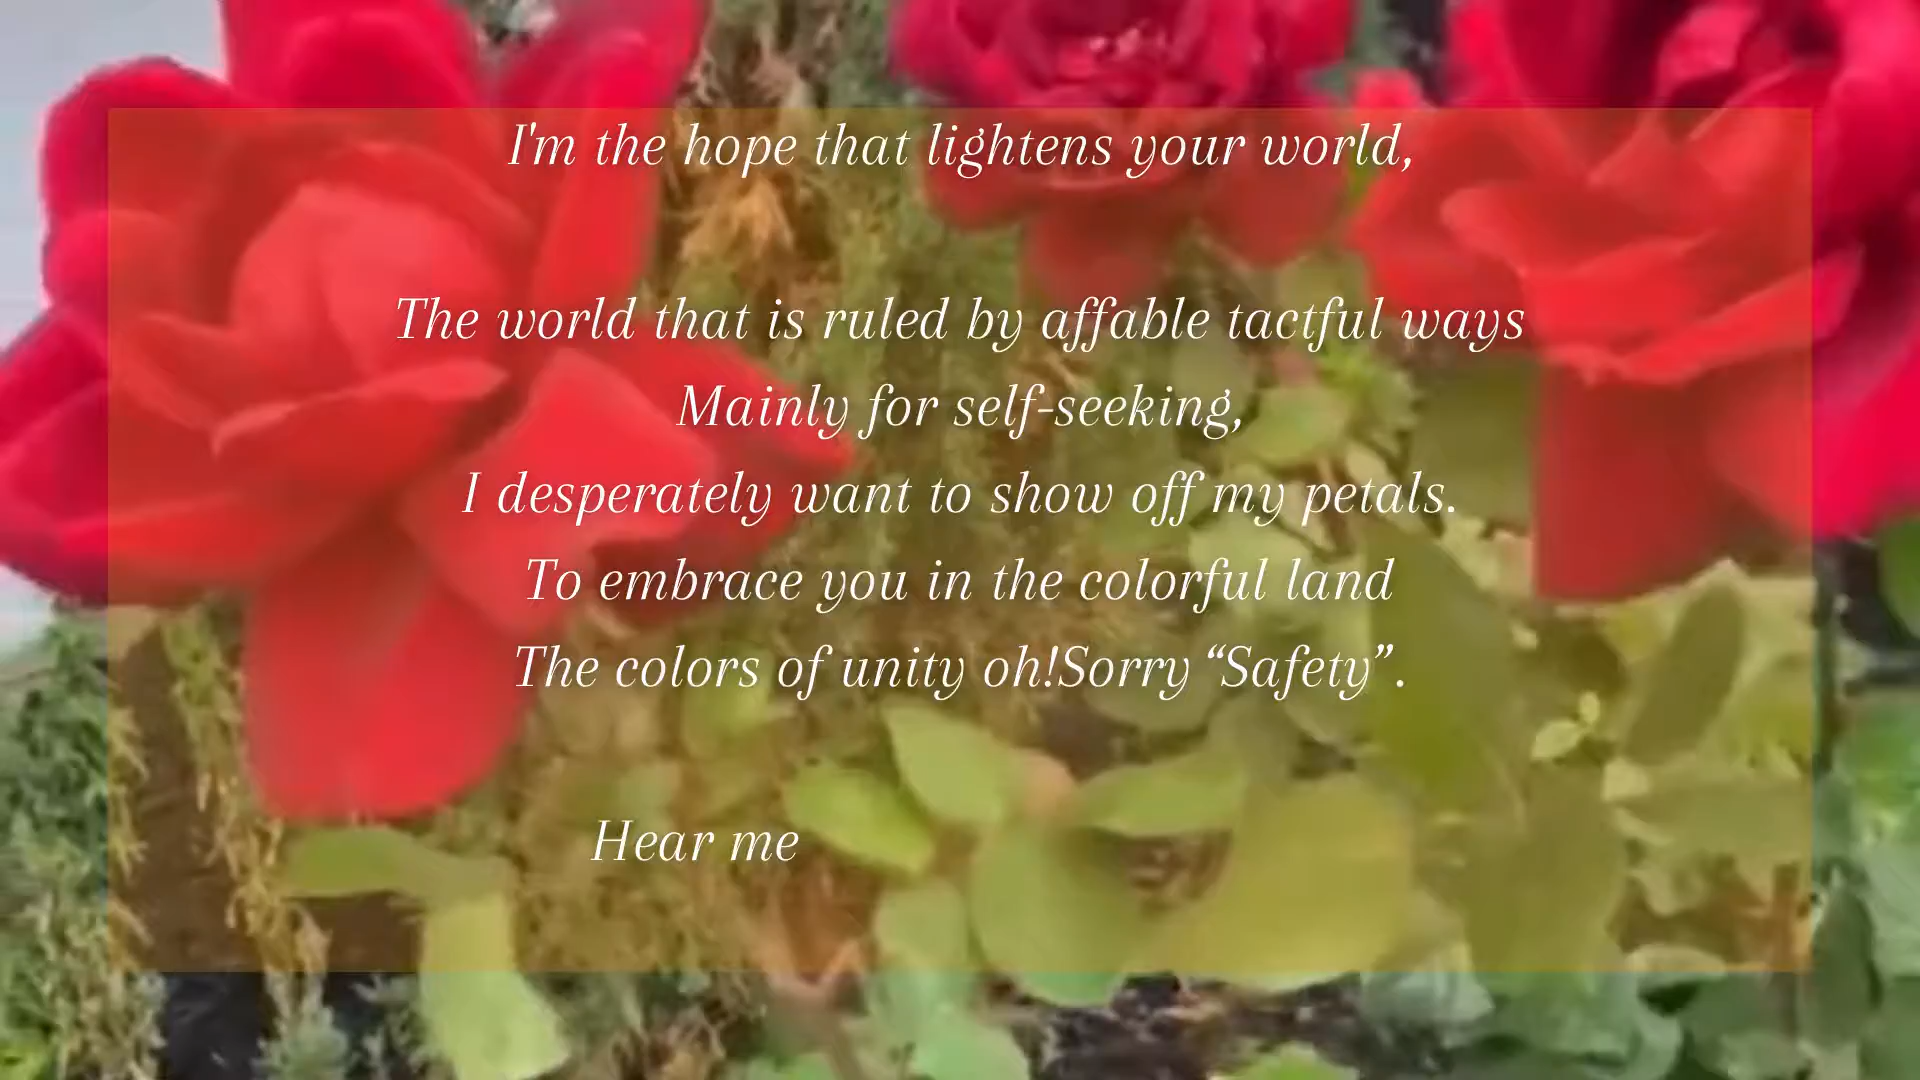 I'm the hope that lightens your world,
The world that is ruled by affable tactful ways
Mainly for self-seeking,
I desperately want to show off my petals.
To embrace you in the colorful land
The colors of unity oh!Sorry “Safety”.
Hear me